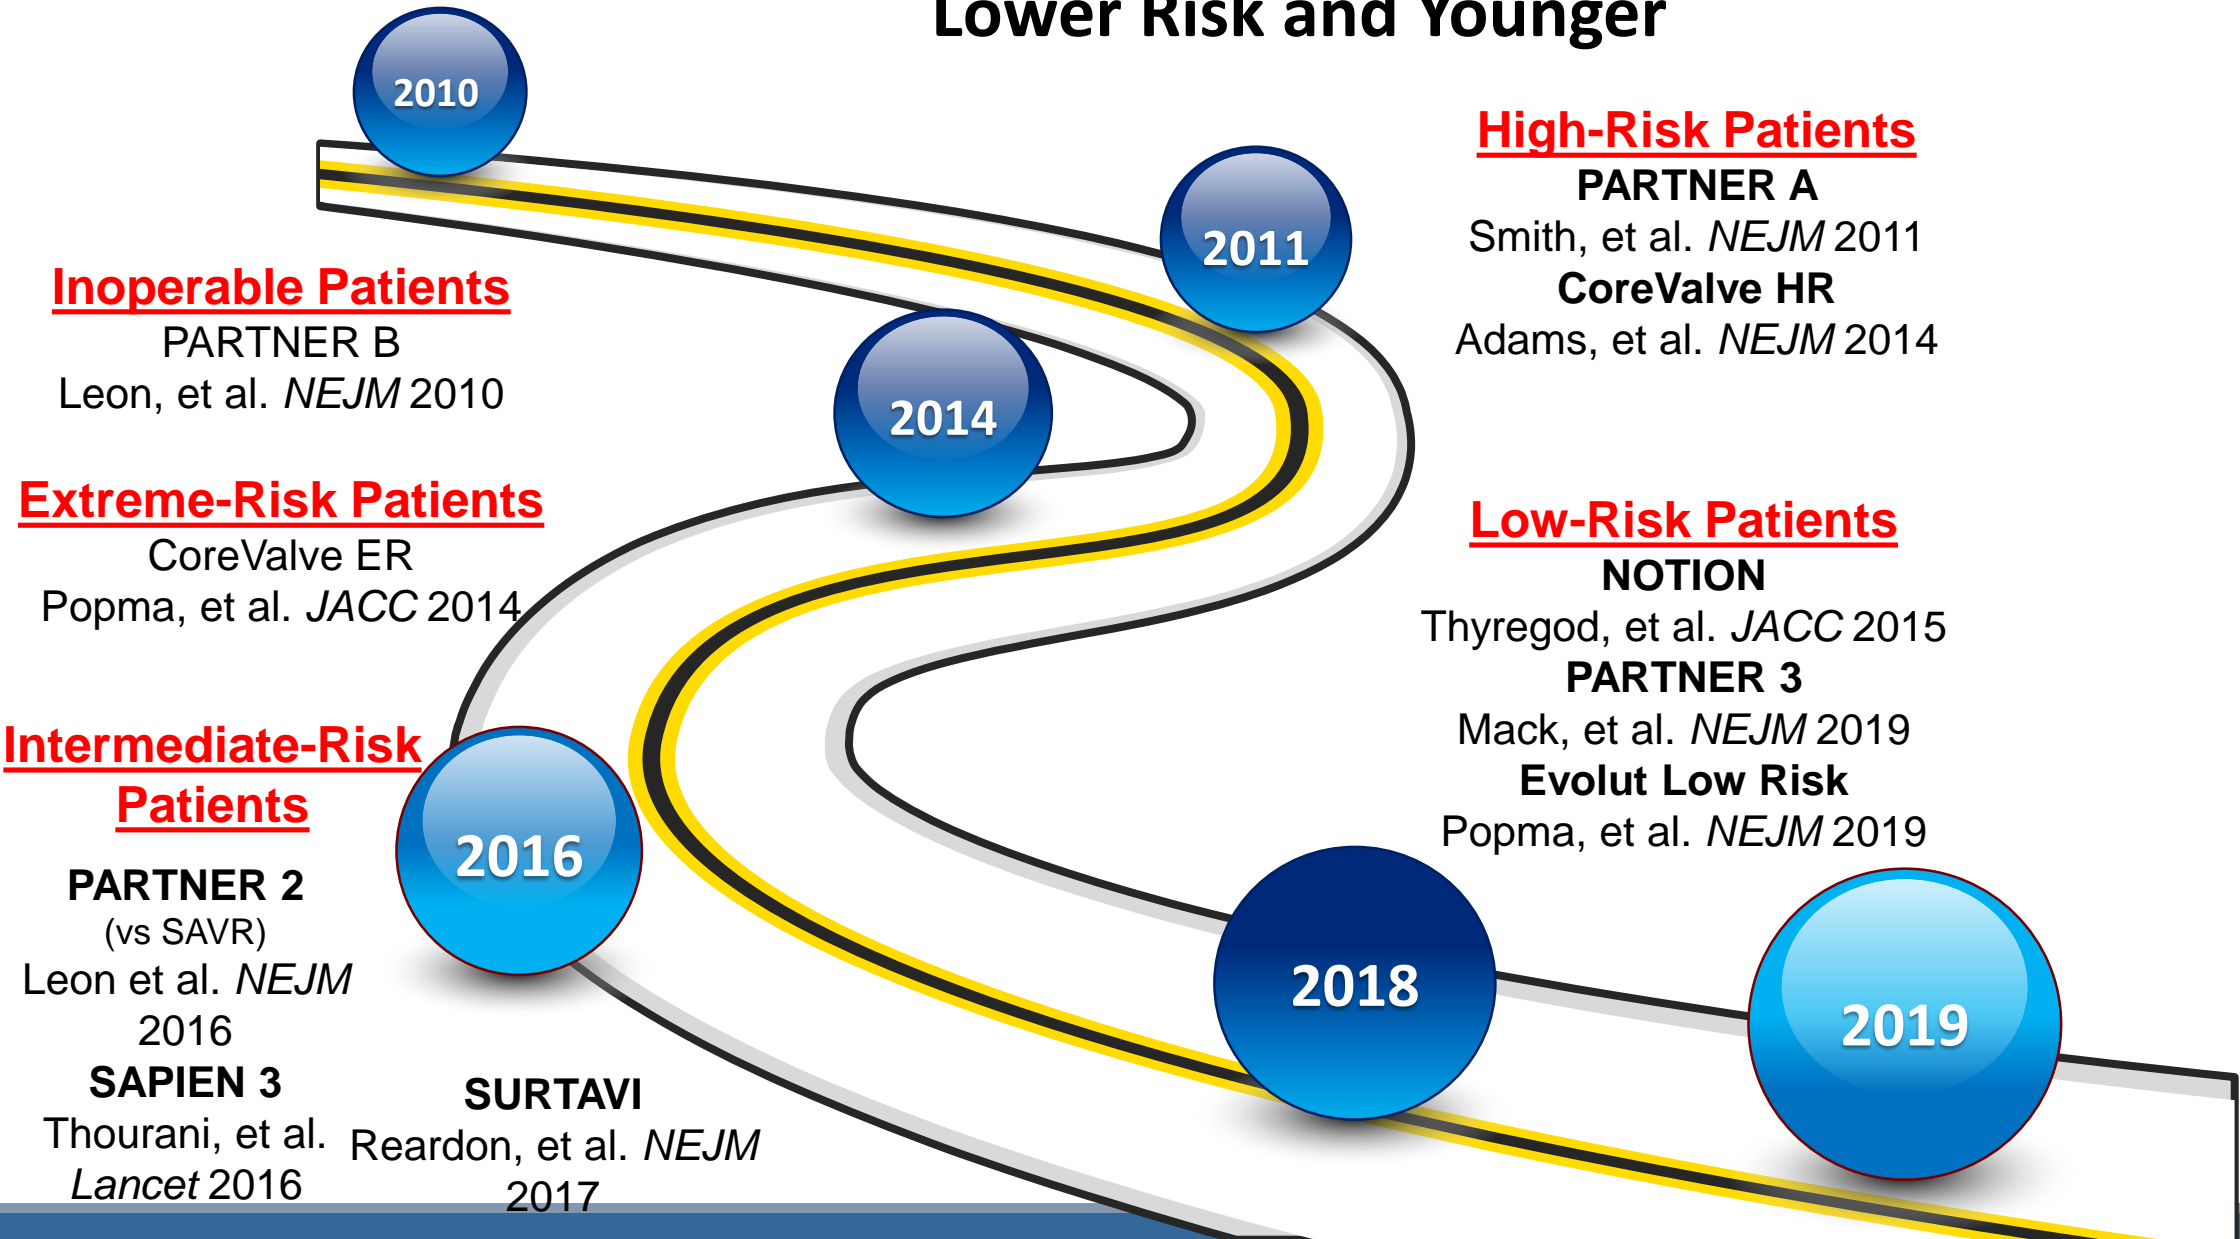 Lower Risk and Younger
2010
2011
2014
2016
2018
2019
Inoperable Patients
PARTNER B
Leon, et al. NEJM 2010
Extreme-Risk Patients
CoreValve ER
Popma, et al. JACC 2014
Intermediate-Risk
Patients
PARTNER 2
(vs SAVR)
Leon et al. NEJM
2016
SAPIEN 3
Thourani, et al.
Lancet 2016
SURTAVI
Reardon, et al. NEJM
2017
High-Risk Patients
PARTNER A
Smith, et al. NEJM 2011
CoreValve HR
Adams, et al. NEJM 2014
Low-Risk Patients
NOTION
Thyregod, et al. JACC 2015
PARTNER 3
Mack, et al. NEJM 2019
Evolut Low Risk
Popma, et al. NEJM 2019